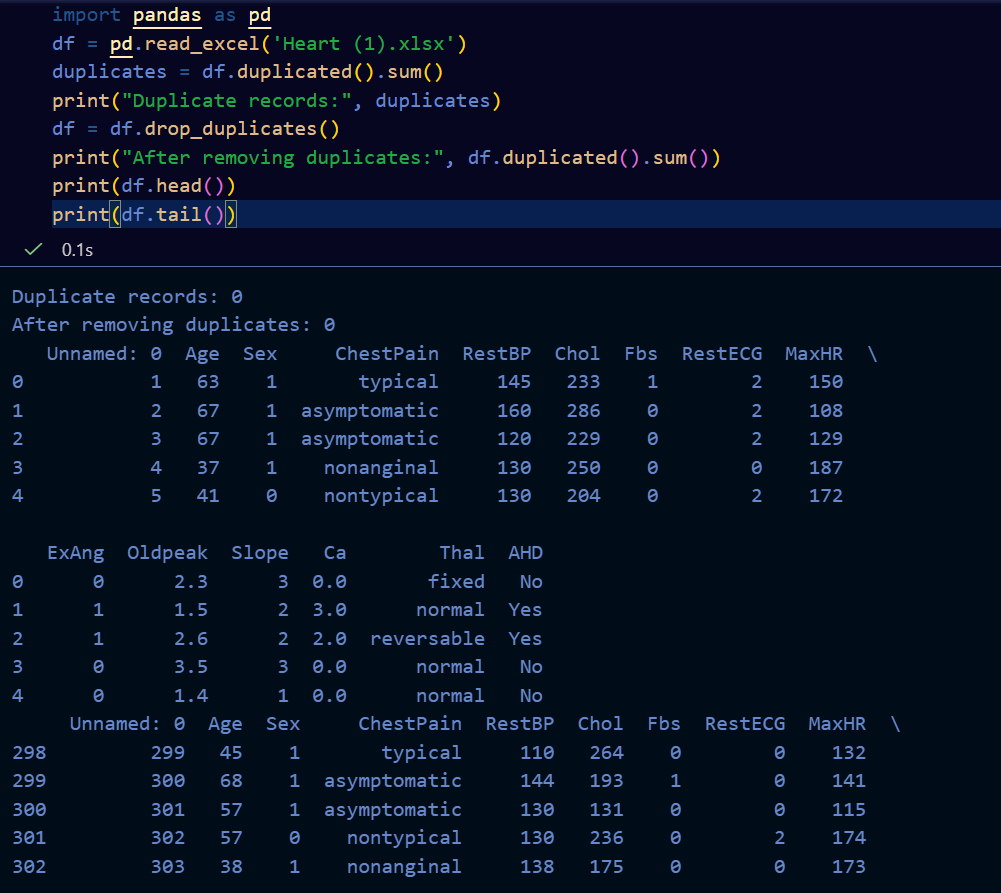 import pandas as pd
df = pd.read_excel('Heart (1).xlsx')
duplicates = df.duplicated().sum()
print("Duplicate records:", duplicates)
df = df.drop_duplicates()
print("After removing duplicates:", df.duplicated().sum())
print(df.head())
print(df.tail())
0.1s
Duplicate records: 0
After removing duplicates: 0
   Unnamed: 0  Age  Sex     ChestPain  RestBP  Chol  Fbs  RestECG  MaxHR  \
0           1   63    1       typical     145   233    1        2    150
1           2   67    1  asymptomatic     160   286    0        2    108
2           3   67    1  asymptomatic     120   229    0        2    129
3           4   37    1    nonanginal     130   250    0        0    187
4           5   41    0    nontypical     130   204    0        2    172
   ExAng  Oldpeak  Slope   Ca        Thal  AHD
0      0      2.3      3  0.0       fixed   No
1      1      1.5      2  3.0      normal  Yes
2      1      2.6      2  2.0  reversable  Yes
3      0      3.5      3  0.0      normal   No
4      0      1.4      1  0.0      normal   No
     Unnamed: 0  Age  Sex     ChestPain  RestBP  Chol  Fbs  RestECG  MaxHR  \
298         299   45    1       typical     110   264    0        0    132
299         300   68    1  asymptomatic     144   193    1        0    141
300         301   57    1  asymptomatic     130   131    0        0    115
301         302   57    0    nontypical     130   236    0        2    174
302         303   38    1    nonanginal     138   175    0        0    173